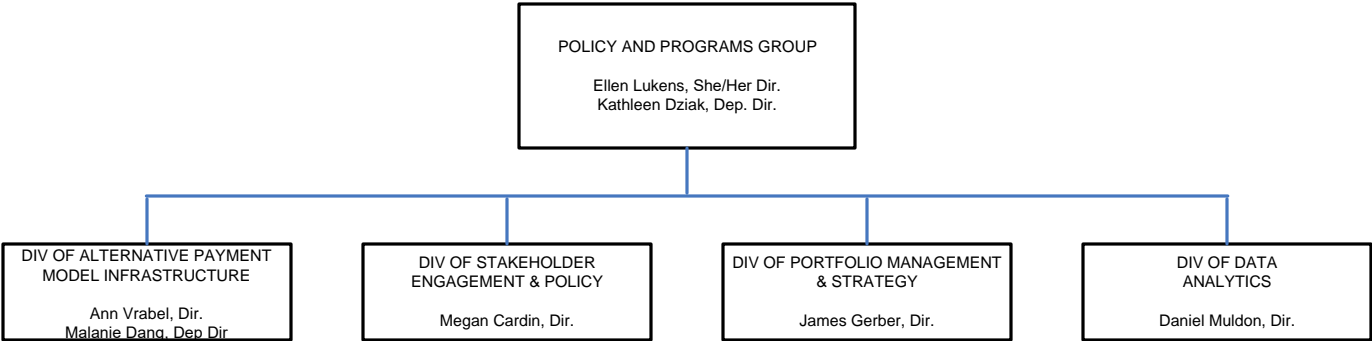 POLICY AND PROGRAMS GROUP
Ellen Lukens, She/Her Dir.
Kathleen Dziak, Dep. Dir.
DIV OF ALTERNATIVE PAYMENT
MODEL INFRASTRUCTURE
Ann Vrabel, Dir.
Malanie Dang, Dep Dir
DIV OF STAKEHOLDER
ENGAGEMENT & POLICY
Megan Cardin, Dir.
DIV OF PORTFOLIO MANAGEMENT
& STRATEGY
James Gerber, Dir.
DIV OF DATA
ANALYTICS
Daniel Muldon, Dir.